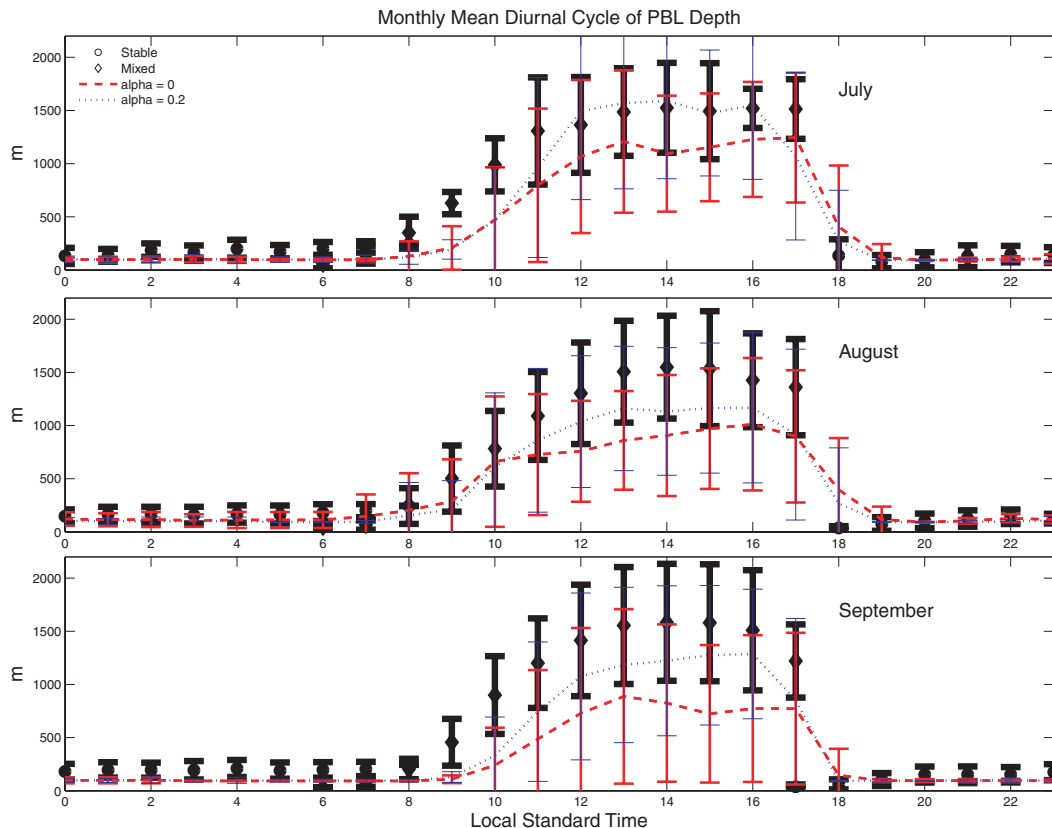 Monthly Mean Diurnal Cycle of PBL Depth
Stable
Mixed
alpha = 0
alpha = 0.2
July
2000
1500
1000
500
0
m
0 2 4 6 8 10 12 14 16 18 20 22
August
2000
1500
1000
500
0
m
0 2 4 6 8 10 12 14 16 18 20 22
September
2000
1500
1000
500
0
m
0 2 4 6 8 10 12 14 16 18 20 22
Local Standard Time